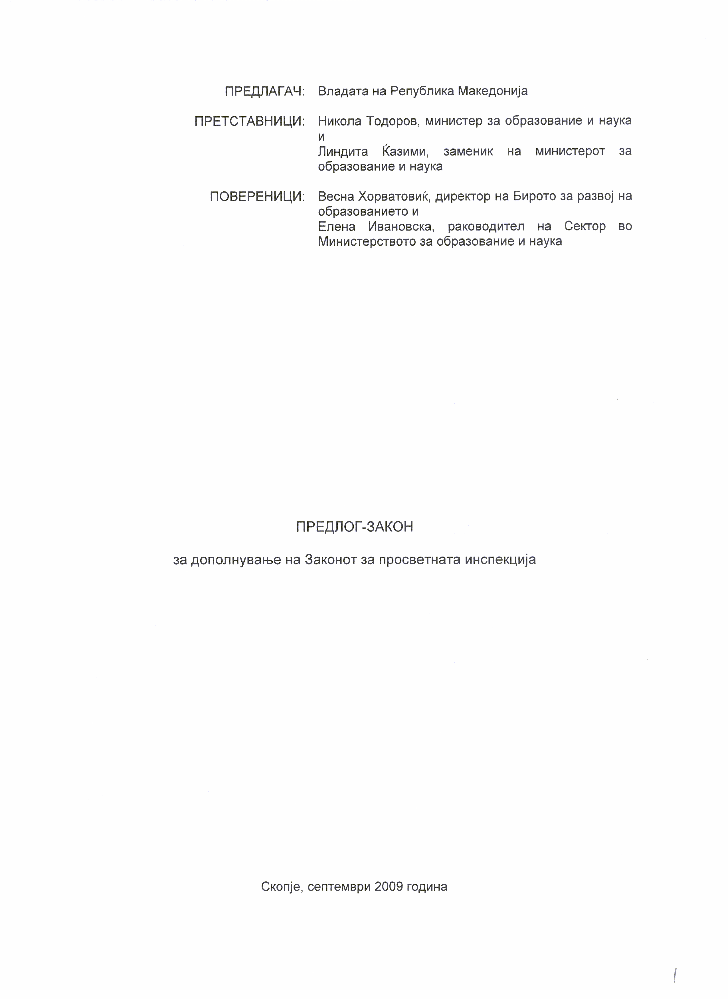 ПРЕДЛАГАЧ: Владата на Република Македонија
ПРЕТСТАВНИЦИ: Никола Тодоров, министер за образование и наука
и
Линдита Ќазими, заменик на министерот за
образование и наука
ПОВЕРЕНИЦИ: Весна Хорватовиќ, директор на Бирото за развој на
образованието и
Елена Ивановска, раководител на Сектор во
Министерството за образование и наука
ПРЕДЛОГ-ЗАКОН
за дополнување на Законот за просветната инспекција
Скопје, септември 2009 година